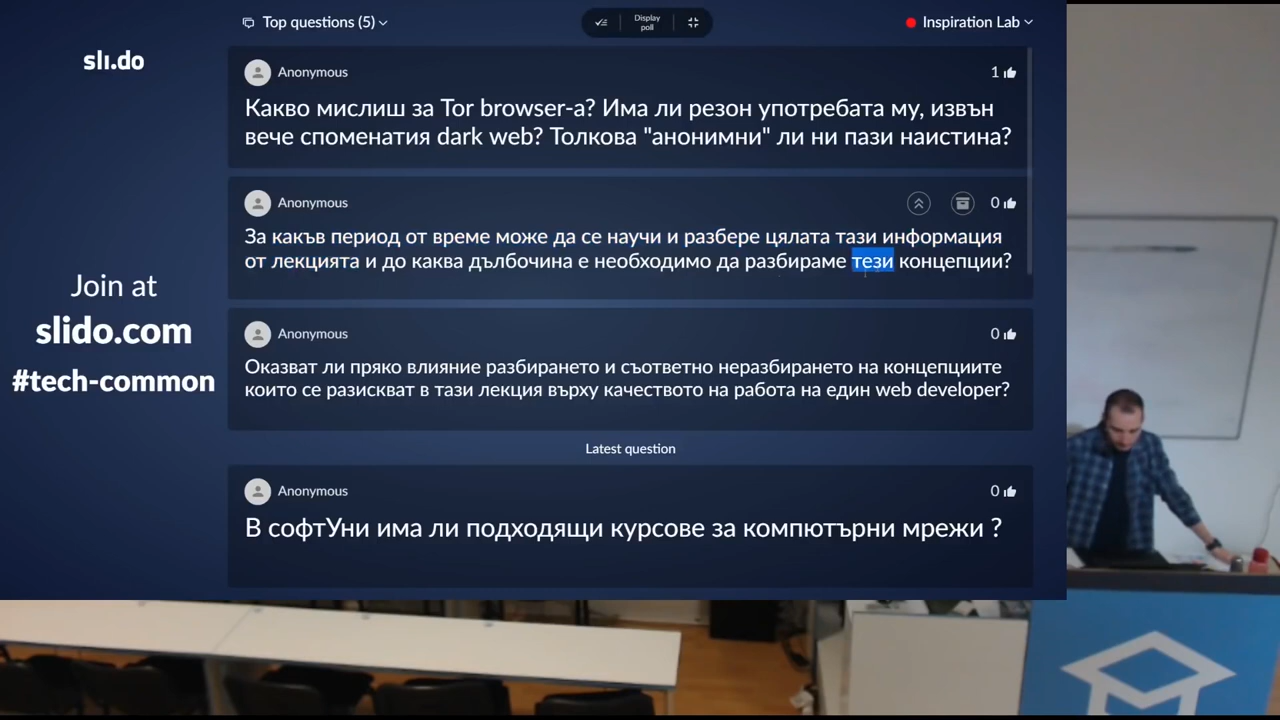 Top questions (5)
Display
poll
Inspiration Lab
sli.do
Anonymous
1
Какво мислиш за Tor browser-а? Има ли резон употребата му, извън
вече споменатия dark web? Толкова "анонимни" ли ни пази наистина?
Anonymous
0
За какъв период от време може да се научи и разбере цялата тази информация
от лекцията и до каква дълбочина е необходимо да разбираме тези концепции?
Join at
slido.com
#tech-common
Anonymous
0
Оказват ли пряко влияние разбирането и съответно неразбирането на концепциите
които се разискват в тази лекция върху качеството на работа на един web developer?
Latest question
Anonymous
0
В софтУни има ли подходящи курсове за компютърни мрежи ?